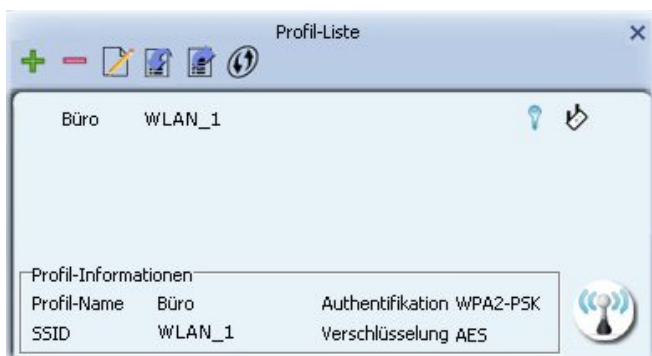 Profil-Liste
Büro WLAN_1
Profil-Informationen
Profil-Name Büro Authentifikation WPA2-PSK
SSID WLAN_1 Verschlüsselung AES